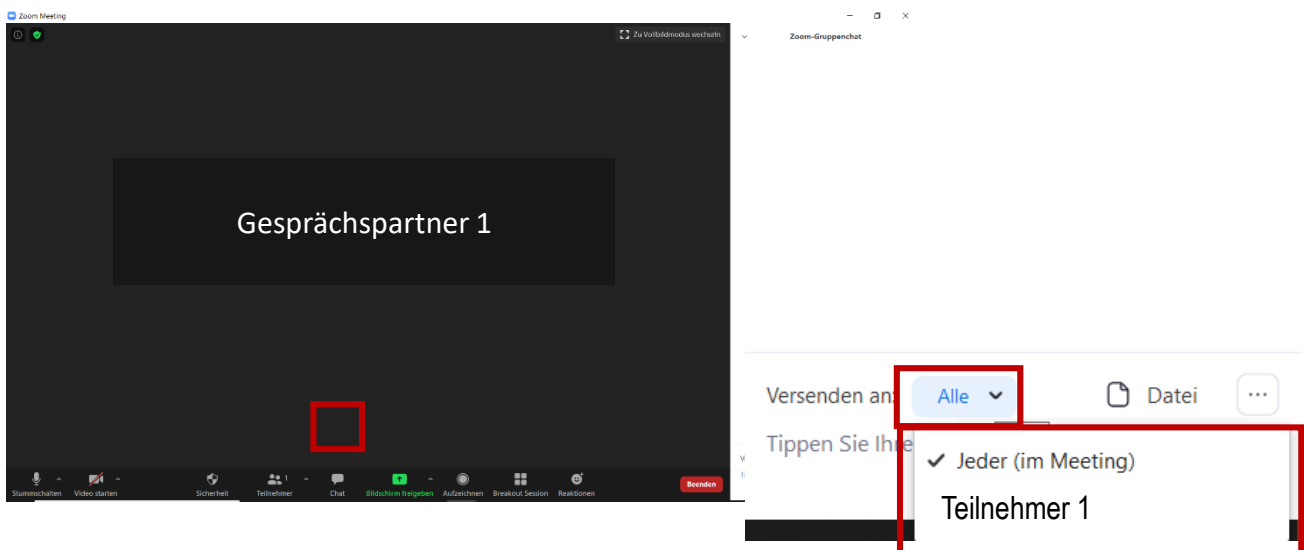 Zoom Meeting
Zu Vollbildmodus wechseln
Gesprächspartner 1
Stummschalten
Video starten
Sicherheit
Teilnehmer
1
Chat
Bildschirm freigeben
Aufzeichnen
Breakout Session
Reaktionen
Beenden
Zoom-Gruppenchat
Versenden an:
Alle
Datei
Tippen Sie Ihre
Jeder (im Meeting)
Teilnehmer 1